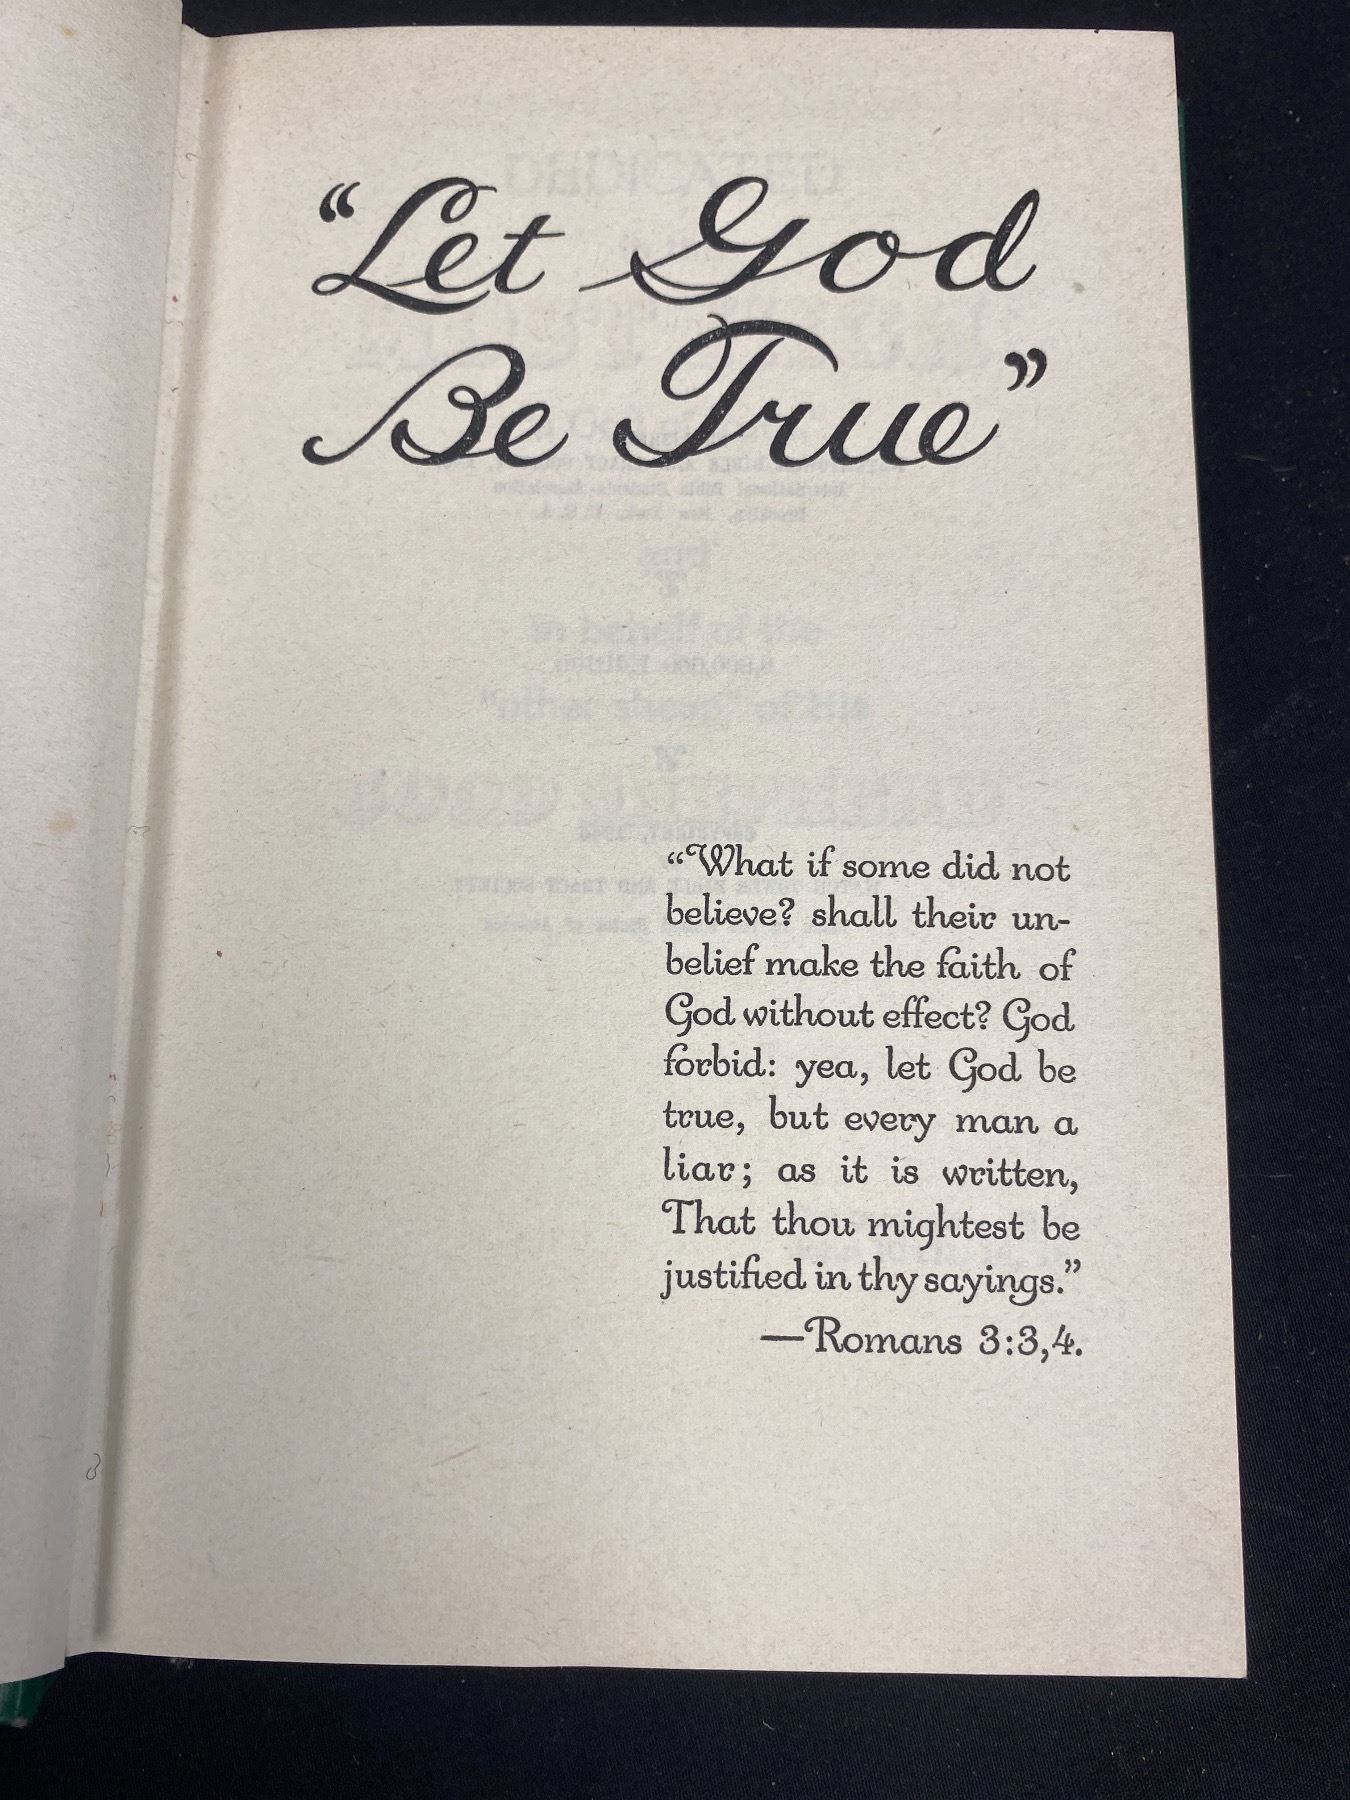 “Let God
Be True”
“What if some did not
believe? shall their un-
belief make the faith of
God without effect? God
forbid: yea, let God be
true, but every man a
liar; as it is written,
That thou mightest be
justified in thy sayings.”
—Romans 3:3,4.